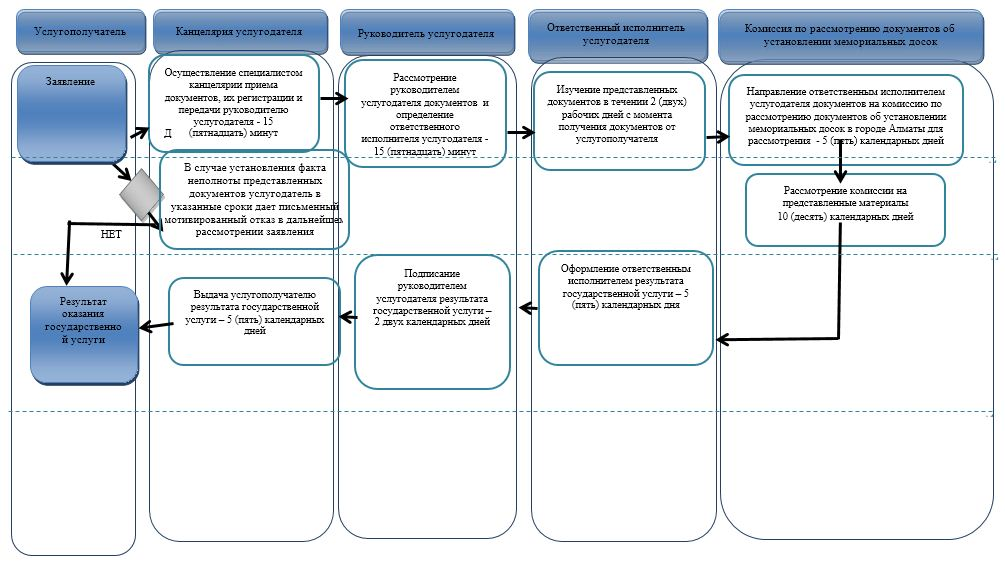 Услугополучатель
Канцелярия услугодателя
Руководитель услугодателя
Ответственный исполнитель
услугодателя
Комиссия по рассмотрению документов об
установлении мемориальных досок
Заявление
Осуществление специалистом
канцелярии приема
документов, их регистрации и
передачи руководителю
услугодателя - 15
Д (пятнадцать) минут
Рассмотрение
руководителем
услугодателя документов и
определение
ответственного
исполнителя услугодателя -
15 (пятнадцать) минут
Изучение представленных
документов в течении 2 (двух)
рабочих дней с момента
получения документов от
услугополучателя
Направление ответственным исполнителем
услугодателя документов на комиссию по
рассмотрению документов об установлении
мемориальных досок в городе Алматы для
рассмотрения - 5 (пять) календарных дней
В случае установления факта
неполноты представленных
документов услугодатель в
указанные сроки дает письменный
мотивированный отказ в дальнейшем
рассмотрении заявления
Рассмотрение комиссии на
представленные материалы
10 (десять) календарных дней
НЕТ
Результат
оказания
государственно
й услуги
Выдача услугополучателю
результата государственной
услуги – 5 (пять) календарных
дней
Подписание
руководителем
услугодателя результата
государственной услуги –
2 двух календарных дней
Оформление ответственным
исполнителем результата
государственной услуги – 5
(пять) календарных дня